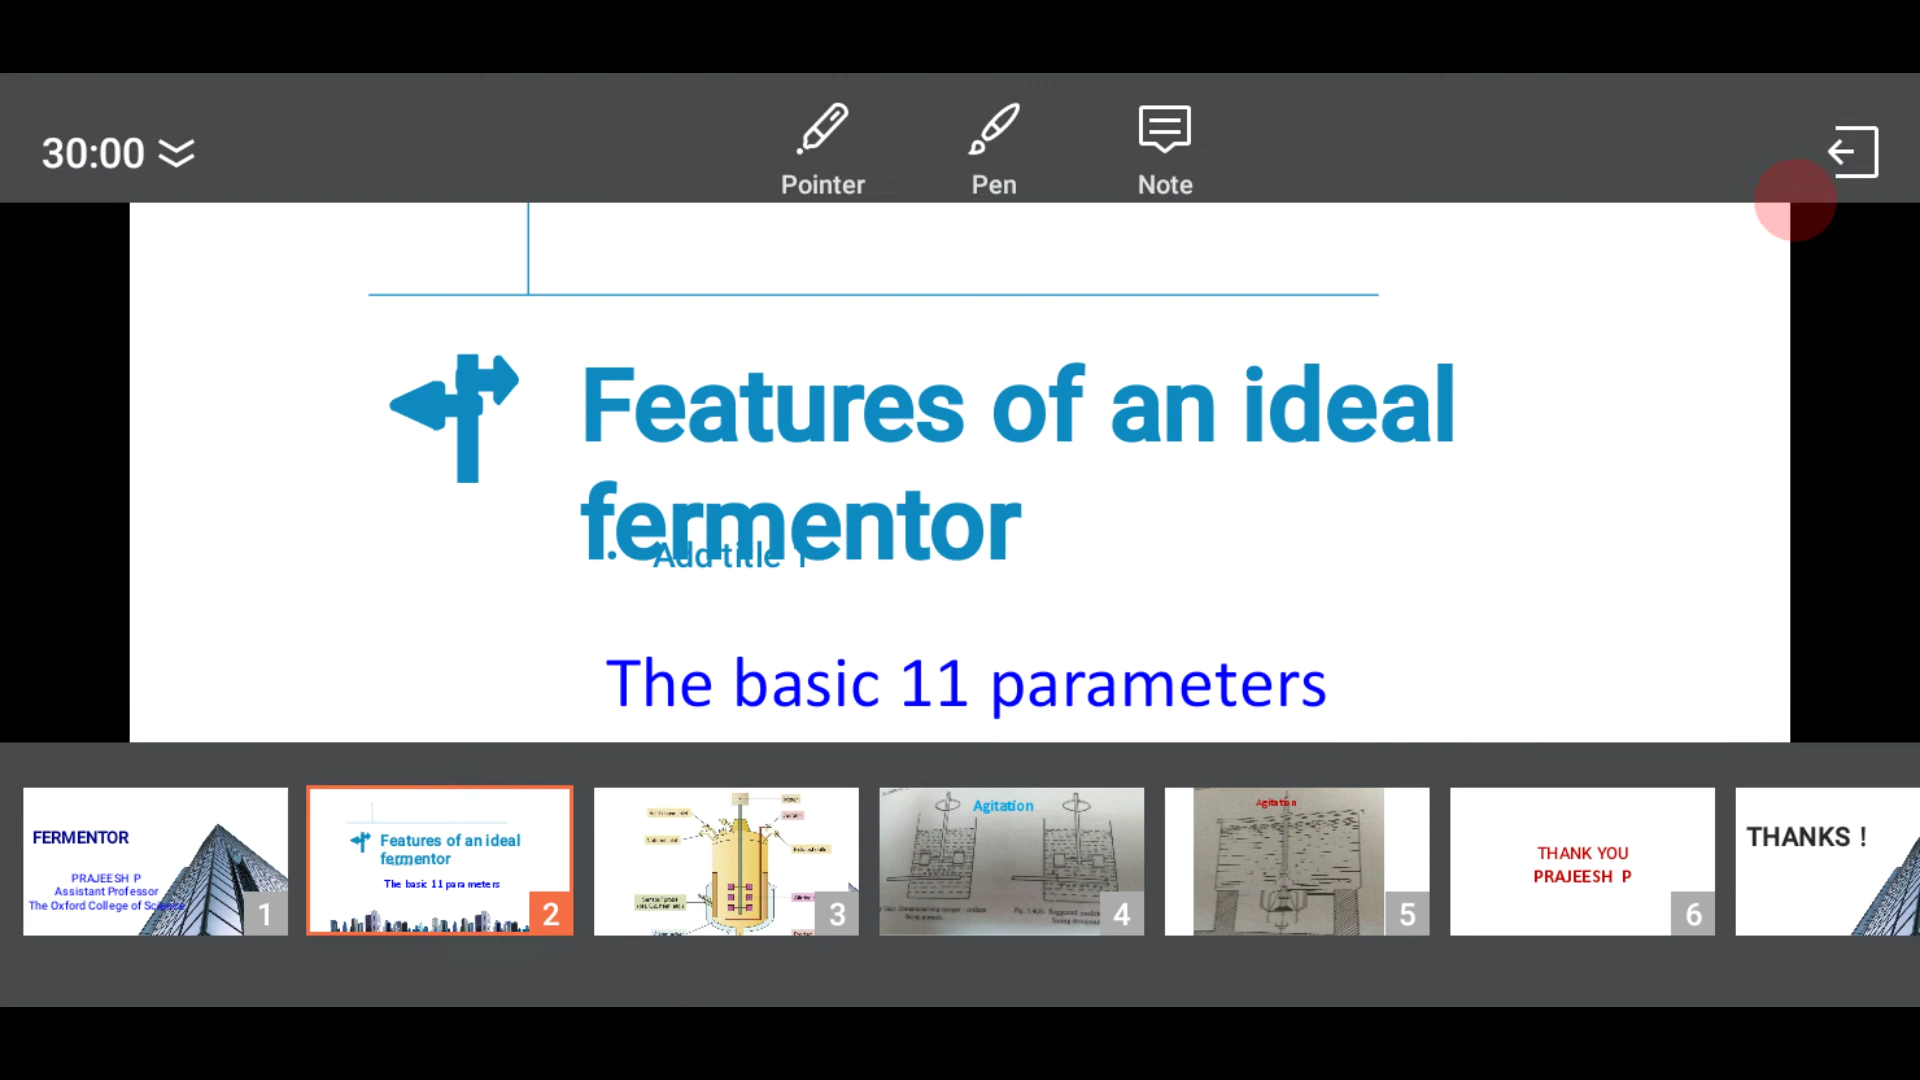 30:00
Pointer
Pen
Note
Features of an ideal
fermentor
Add title 1
The basic 11 parameters
FERMENTOR
PRAJEESH P
Assistant Professor
The Oxford College of Science
1
Features of an ideal
fermentor
The basic 11 parameters
2
Motor
3
Agitation
4
Agitation
5
THANK YOU
PRAJEESH P
6
THANKS !